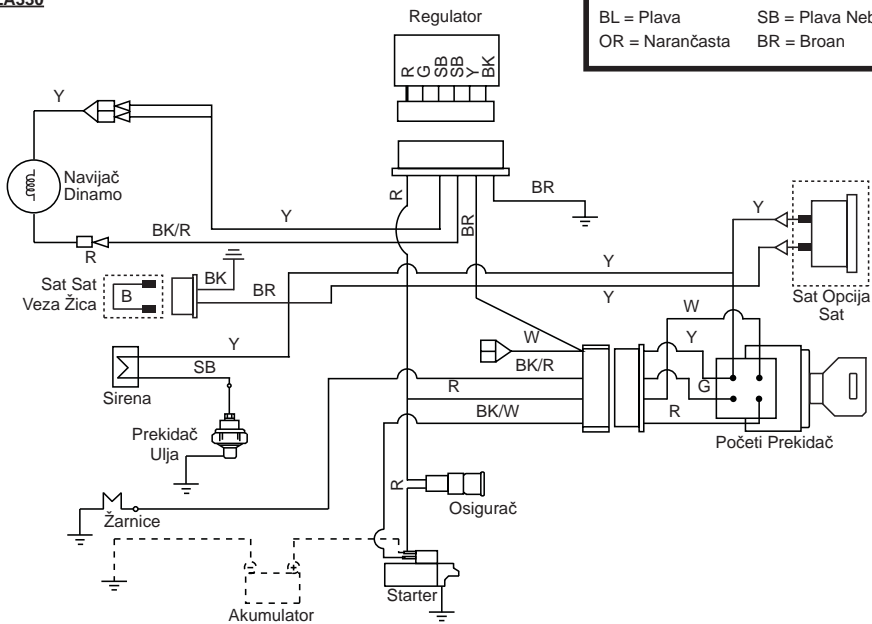 Regulator
BL = Plava SB = Plava Neb
OR = Narančasta BR = Broan
R G SB SB Y BK
Y
Navijač
Dinamo
R
BR
Y
BK/R
BR
R
Y
Sat Sat
Veza Žica
B
BK
BR
Y
Y
Sat Opcija
Sat
W
W
Y
Y
SB
BK/R
Sirena
R
G
BK/W
R
Prekidač
Ulja
Početi Prekidač
R
Osigurač
Žarnice
- +
Starter
Akumulator